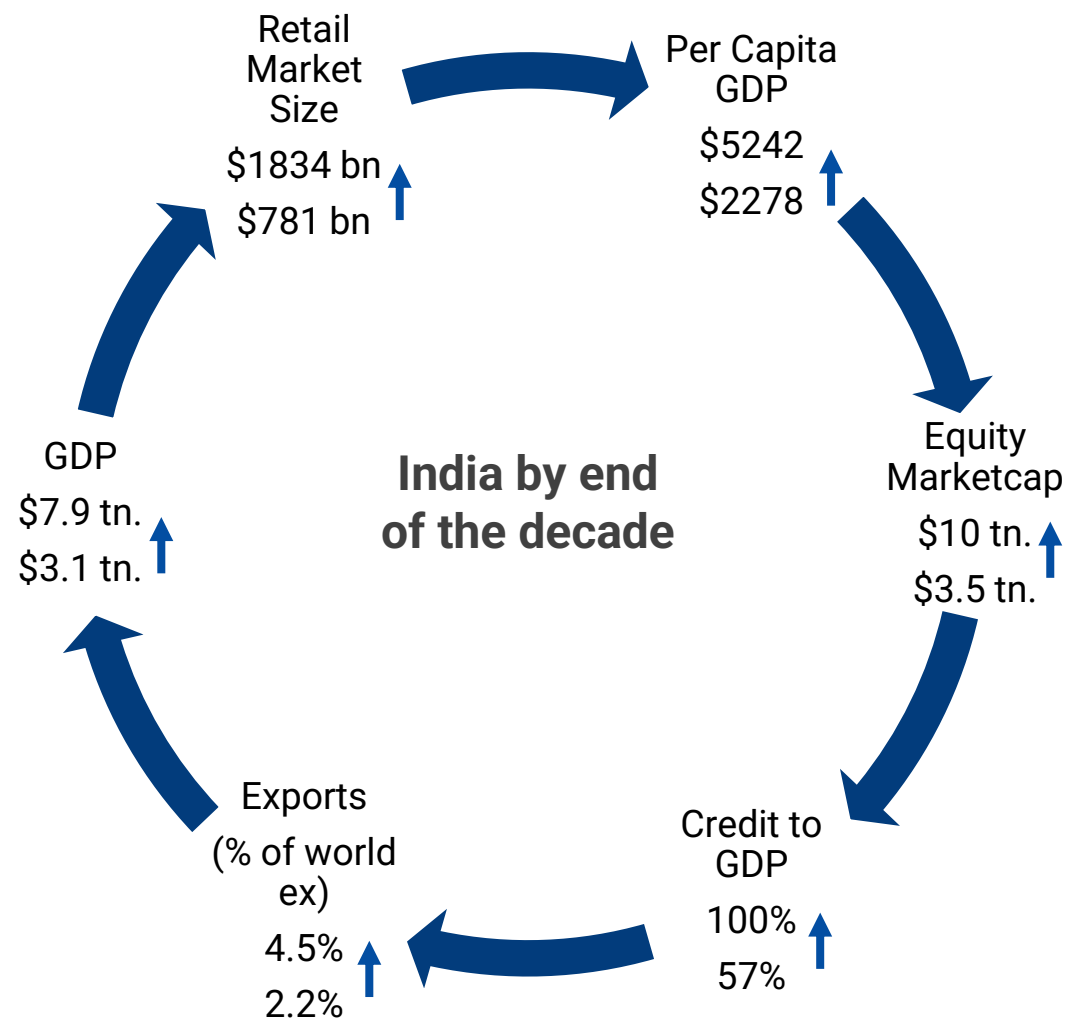 Retail
Market
Size
$1834 bn
$781 bn
Per Capita
GDP
$5242
$2278
Equity
Marketcap
$10 tn.
$3.5 tn.
Credit to
GDP
100%
57%
Exports
(% of world
ex)
4.5%
2.2%
GDP
$7.9 tn.
$3.1 tn.
India by end
of the decade